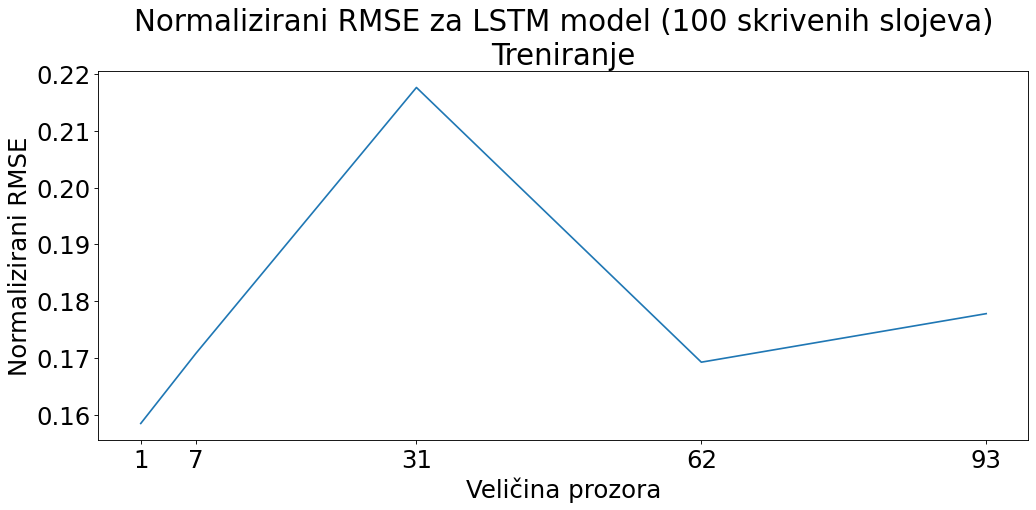 Normalizirani RMSE za LSTM model (100 skrivenih slojeva)
Treniranje
Normalizirani RMSE
0.22
0.21
0.20
0.19
0.18
0.17
0.16
1 7 31 62 93
Veličina prozora